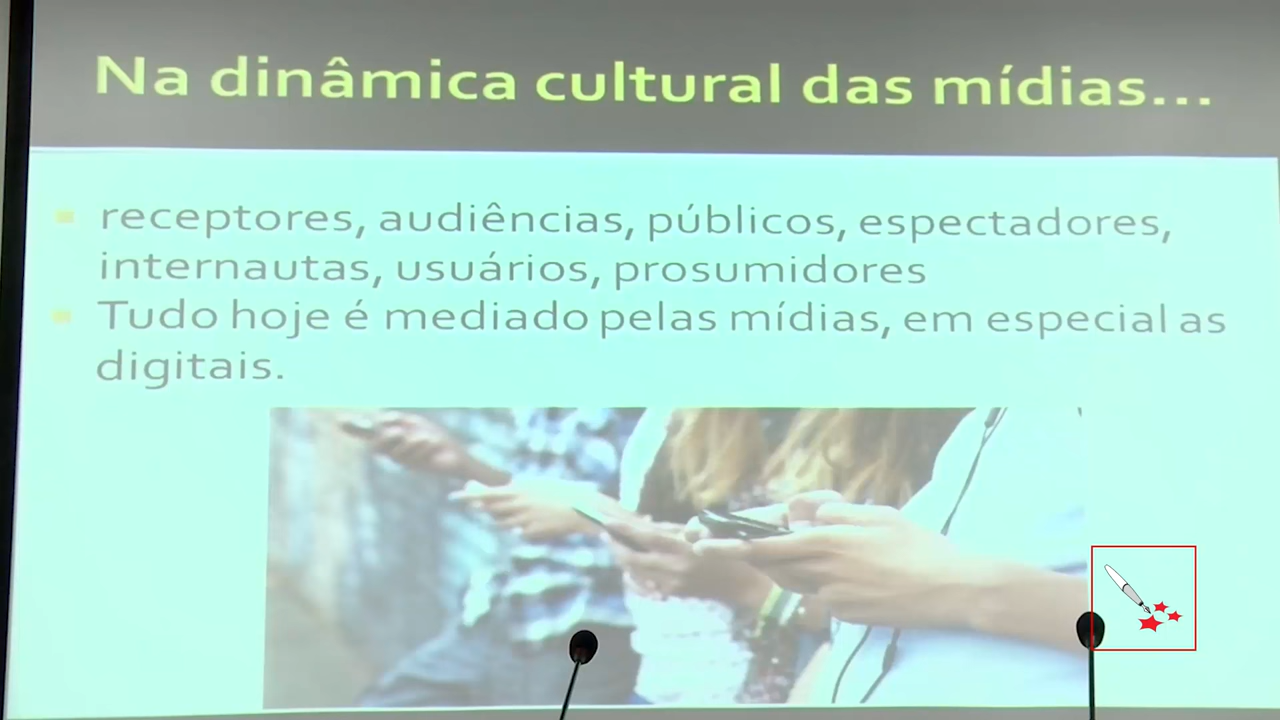 Na dinâmica cultural das mídias...
receptores, audiências, públicos, espectadores,
internautas, usuários, prosumidores
Tudo hoje é mediado pelas mídias, em especial as
digitais.